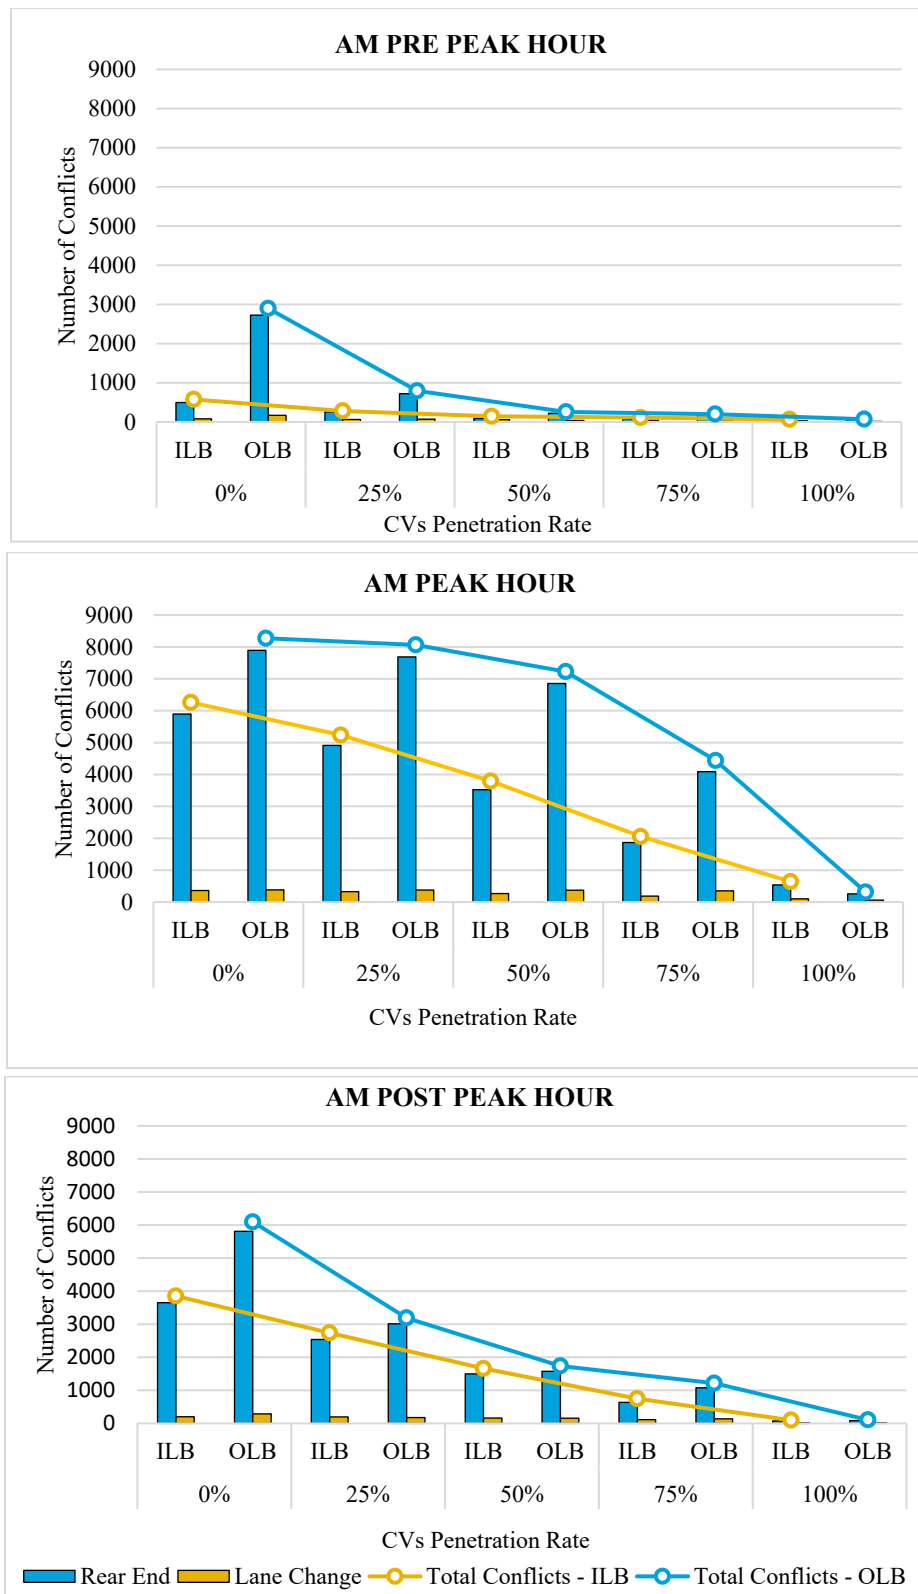 AM PRE PEAK HOUR
Number of Conflicts
9000
8000
7000
6000
5000
4000
3000
2000
1000
0
ILB OLB ILB OLB ILB OLB ILB OLB ILB OLB
0% 25% 50% 75% 100%
CVs Penetration Rate
AM PEAK HOUR
Number of Conflicts
9000
8000
7000
6000
5000
4000
3000
2000
1000
0
ILB OLB ILB OLB ILB OLB ILB OLB ILB OLB
0% 25% 50% 75% 100%
CVs Penetration Rate
AM POST PEAK HOUR
Number of Conflicts
9000
8000
7000
6000
5000
4000
3000
2000
1000
0
ILB OLB ILB OLB ILB OLB ILB OLB ILB OLB
0% 25% 50% 75% 100%
CVs Penetration Rate
Rear End Lane Change Total Conflicts - ILB Total Conflicts - OLB